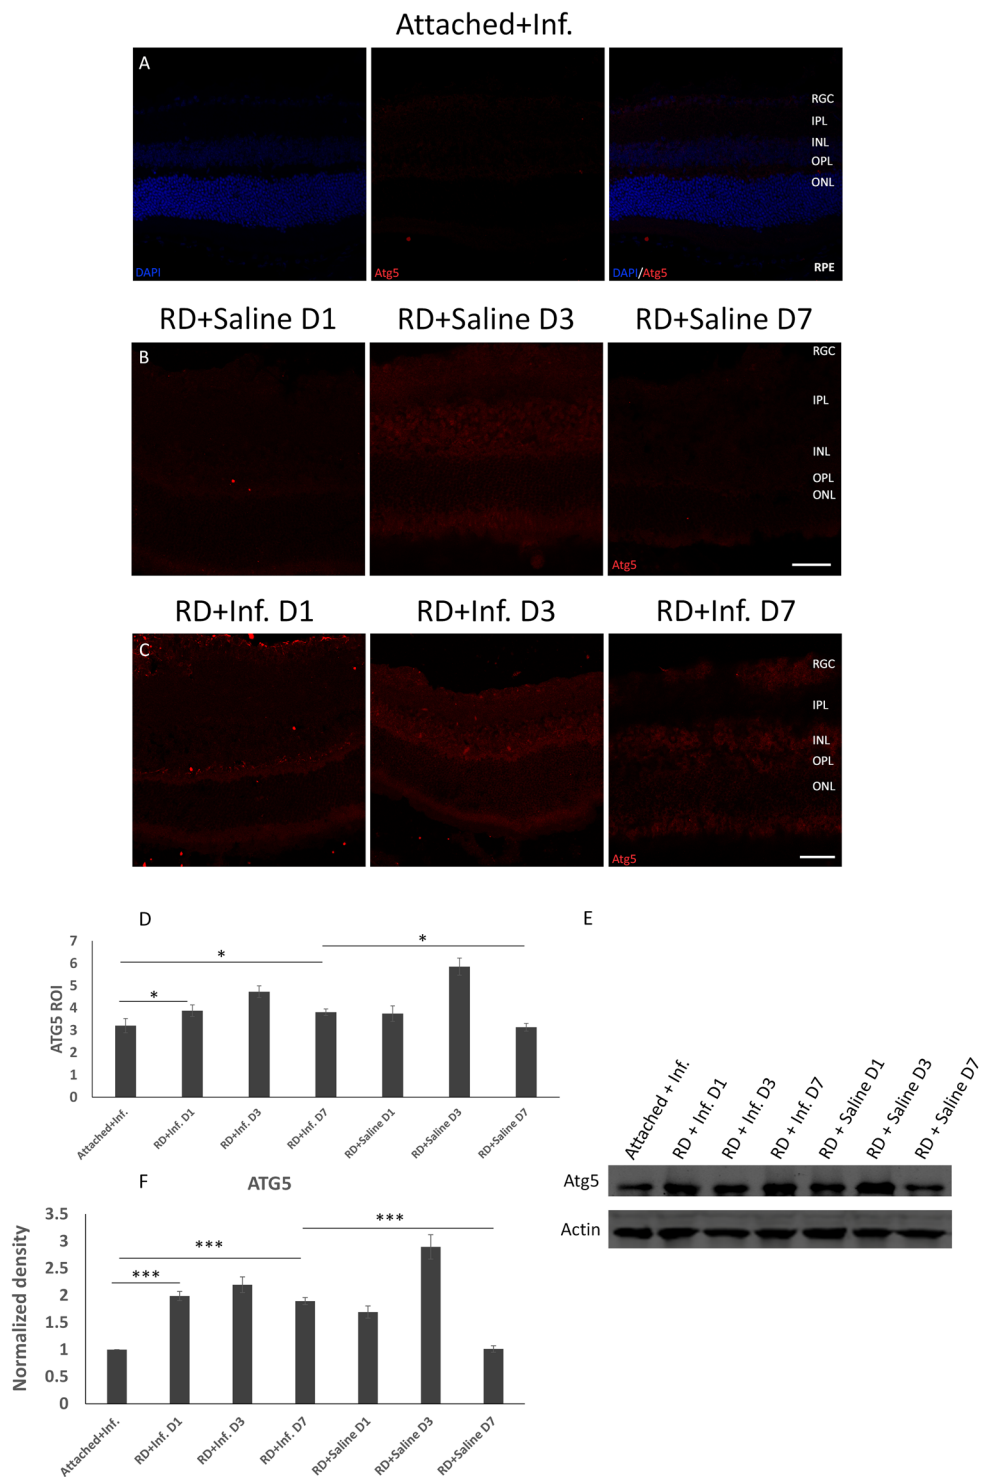 Attached+Inf.
A
RGC
IPL
INL
OPL
ONL
RPE
DAPI
Atg5
DAPI/Atg5
RD+Saline D1
RD+Saline D3
RD+Saline D7
B
RGC
IPL
INL
OPL
ONL
Atg5
RD+Inf. D1
RD+Inf. D3
RD+Inf. D7
C
RGC
IPL
INL
OPL
ONL
Atg5
D
ATG5 ROI
7
6
5
4
3
2
1
0
*
*
*
Attached+Inf.
RD+Inf. D1
RD+Inf. D3
RD+Inf. D7
RD+Saline D1
RD+Saline D3
RD+Saline D7
E
Attached + Inf.
RD + Inf. D1
RD + Inf. D3
RD + Inf. D7
RD + Saline D1
RD + Saline D3
RD + Saline D7
Atg5
Actin
F
ATG5
Normalized density
3.5
3
2.5
2
1.5
1
0.5
0
***
***
***
Attached+Inf.
RD+Inf. D1
RD+Inf. D3
RD+Inf. D7
RD+Saline D1
RD+Saline D3
RD+Saline D7